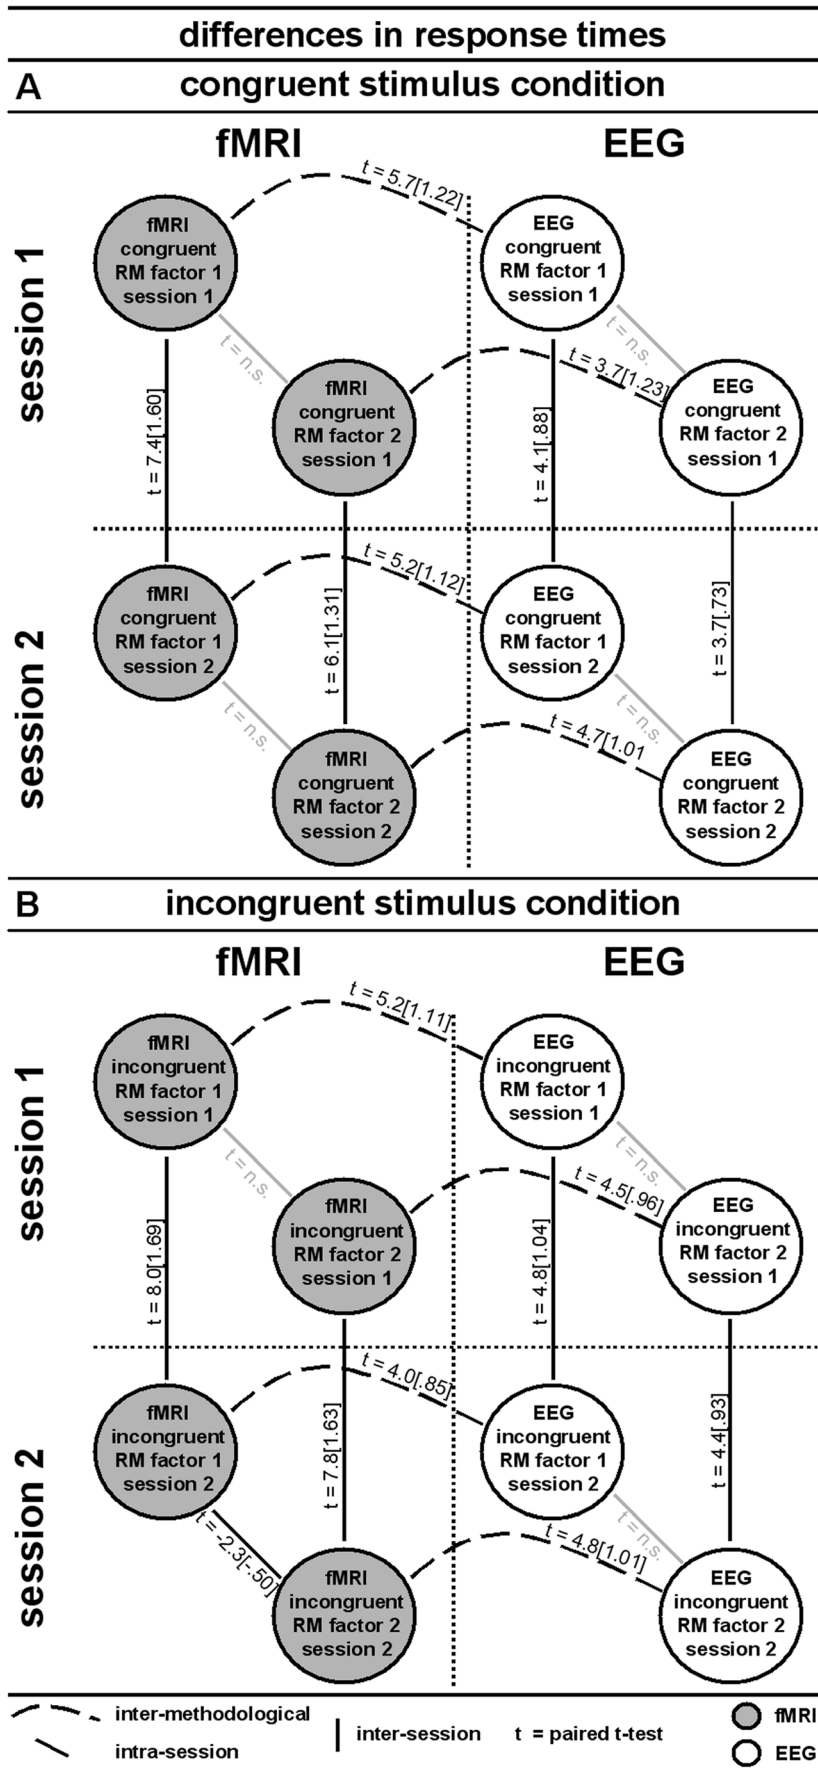 differences in response times
A congruent stimulus condition
fMRI EEG
session 1
t = 5.7[1.22]
fMRI
congruent
RM factor 1
session 1
EEG
congruent
RM factor 1
session 1
t = n.s.
t = n.s.
t = 3.7[1.23]
fMRI
congruent
RM factor 2
session 1
EEG
congruent
RM factor 2
session 1
t = 7.4[1.60]
t = 4.1[.88]
session 2
t = 5.2[1.12]
fMRI
congruent
RM factor 1
session 2
EEG
congruent
RM factor 1
session 2
t = 6.1[1.31]
t = 3.7[.73]
t = n.s.
t = n.s.
t = 4.7[1.01
fMRI
congruent
RM factor 2
session 2
EEG
congruent
RM factor 2
session 2
B incongruent stimulus condition
fMRI EEG
session 1
t = 5.2[1.11]
fMRI
incongruent
RM factor 1
session 1
EEG
incongruent
RM factor 1
session 1
t = n.s.
t = n.s.
t = 4.5[.96]
fMRI
incongruent
RM factor 2
session 1
EEG
incongruent
RM factor 2
session 1
t = 8.0[1.69]
t = 4.8[1.04]
session 2
t = 4.0[.85]
fMRI
incongruent
RM factor 1
session 2
EEG
incongruent
RM factor 1
session 2
t = 7.8[1.63]
t = 4.4[.93]
t = -2.3[-.50]
t = n.s.
t = 4.8[1.01]
fMRI
incongruent
RM factor 2
session 2
EEG
incongruent
RM factor 2
session 2
inter-methodological
intra-session
inter-session
t = paired t-test
fMRI
EEG